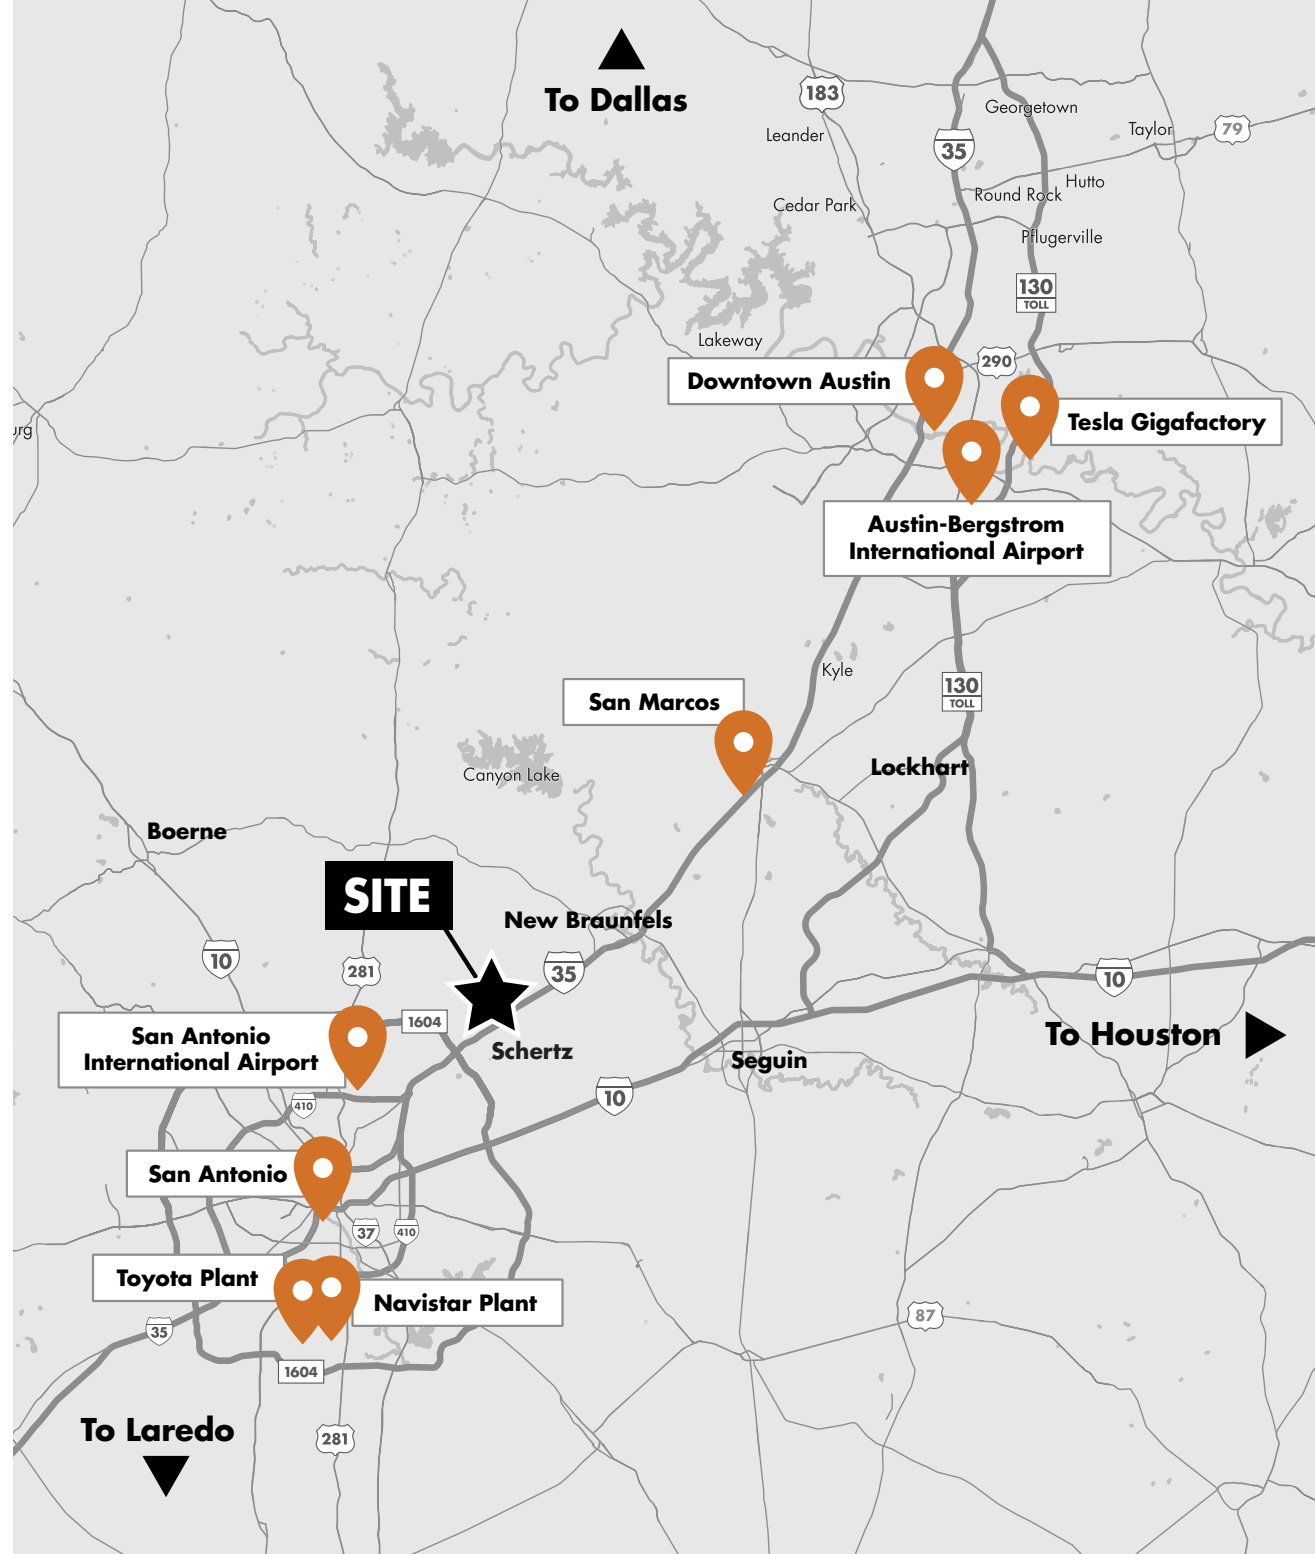 To Dallas
183
Georgetown
Leander
35
Taylor
79
Hutto
Round Rock
Cedar Park
Pflugerville
130
TOLL
Lakeway
290
Downtown Austin
Tesla Gigafactory
urg
Austin-Bergstrom
International Airport
Kyle
130
TOLL
San Marcos
Lockhart
Canyon Lake
Boerne
SITE
New Braunfels
10
281
35
10
1604
San Antonio
International Airport
To Houston
Schertz
Seguin
10
410
San Antonio
37
410
Toyota Plant
Navistar Plant
87
35
1604
To Laredo
281